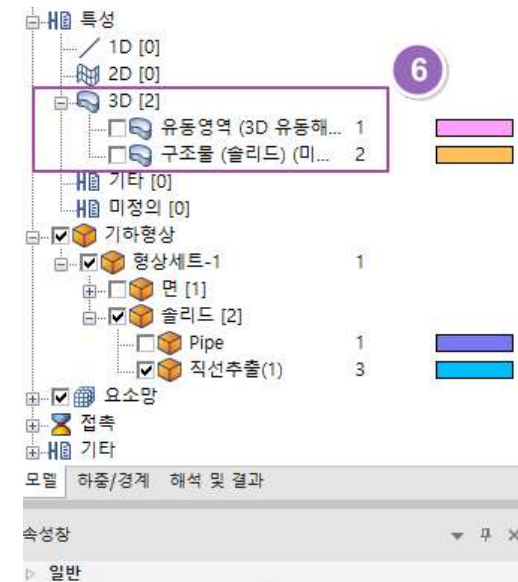 특성
1D [0]
2D [0]
6
3D [2]
유동영역 (3D 유동해... 1
구조물 (솔리드) (미... 2
기타 [0]
미정의 [0]
기하형상
형상세트-1 1
면 [1]
솔리드 [2]
Pipe 1
직선추출(1) 3
요소망
접촉
기타
모델 하중/경계 해석 및 결과
속성창
일반